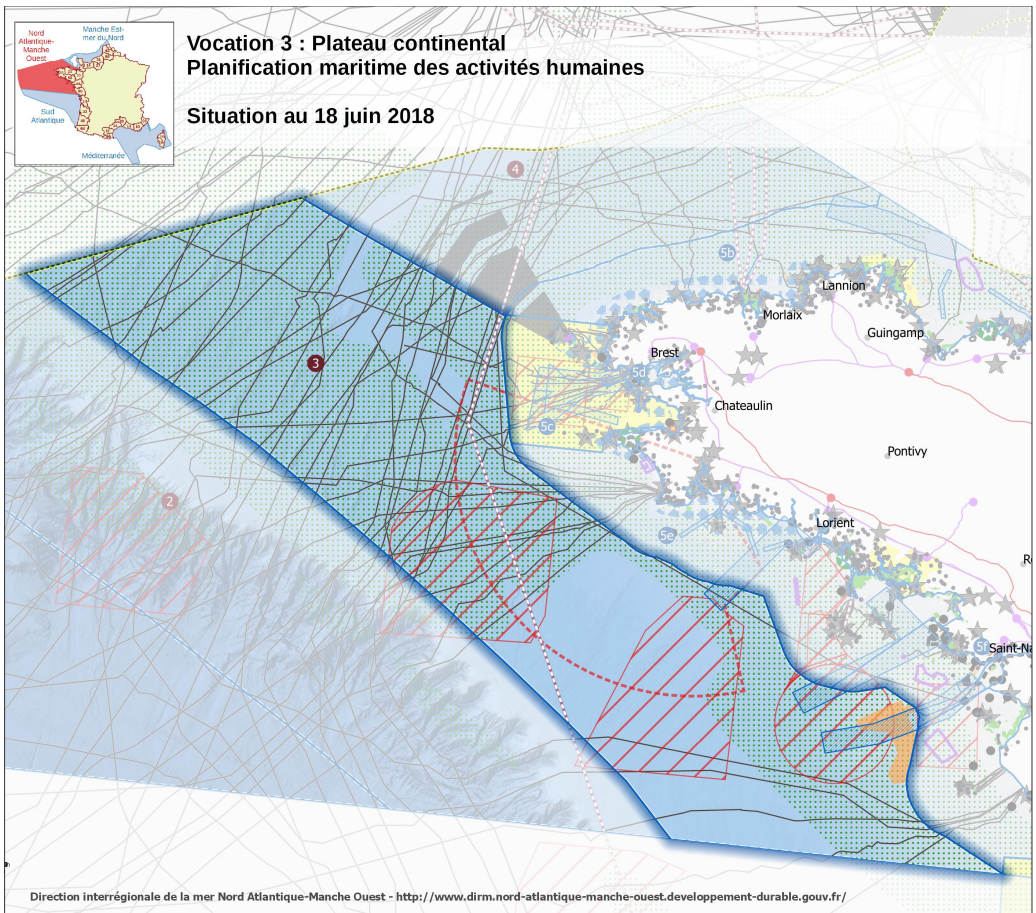 Vocation 3 : Plateau continental
Planification maritime des activités humaines
Situation au 18 juin 2018
Nord
Atlantique-
Manche
Ouest
Manche Est-
mer du Nord
Sud
Atlantique
Méditerranée
4
5b
Lannion
Morlaix
Guingamp
3
Brest
5d
Chateaulin
5c
Pontivy
2
Lorient
5e
R
5f
Saint-Na
Direction interrégionale de la mer Nord Atlantique-Manche Ouest - http://www.dirm.nord-atlantique-manche-ouest.developpement-durable.gouv.fr/